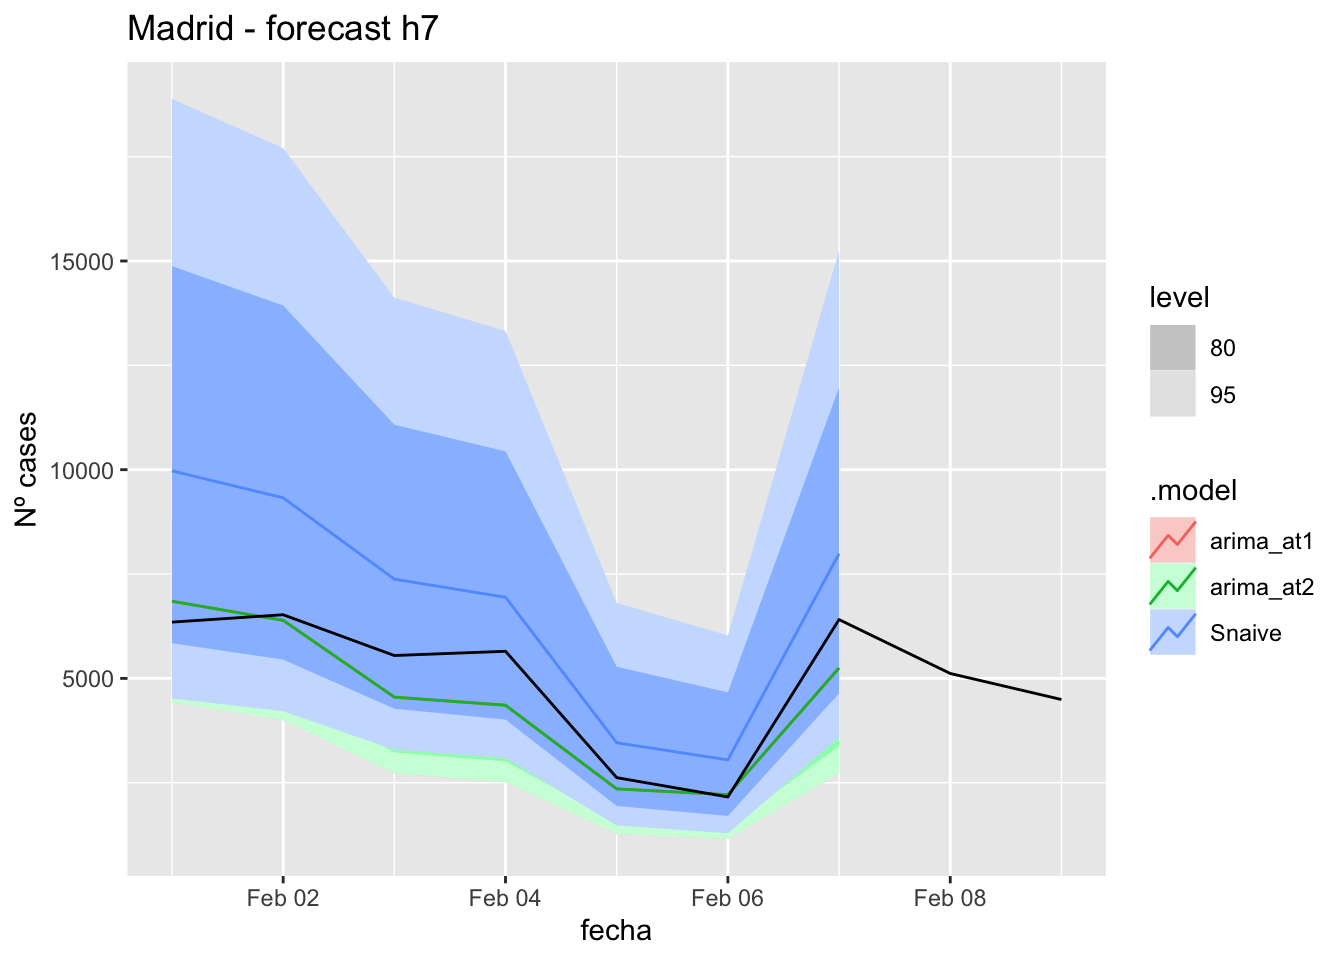 Madrid - forecast h7
Nº cases
15000
10000
5000
Feb 02
Feb 04
Feb 06
Feb 08
fecha
level
80
95
.model
arima_at1
arima_at2
Snaive